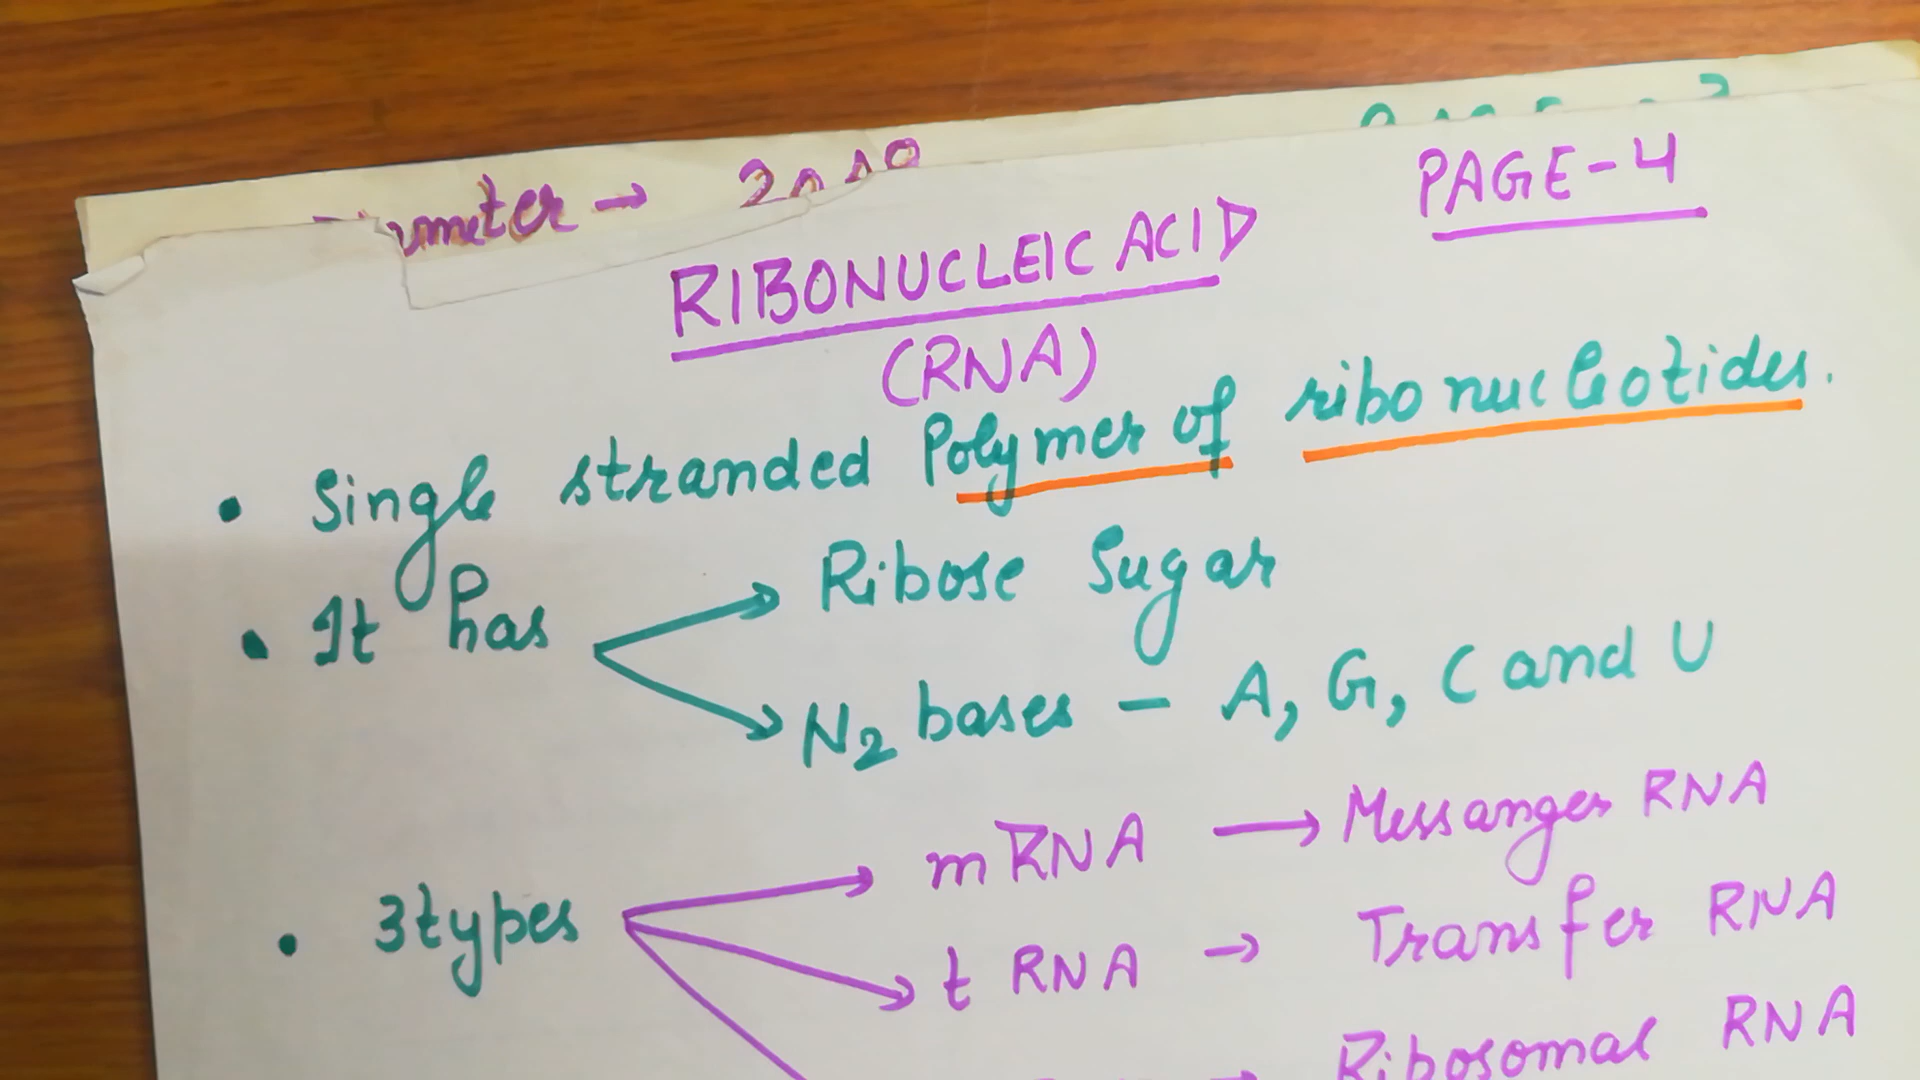 PAGE-4
RIBONUCLEIC ACID
(RNA)
• Single stranded Polymer of ribonucleotides.
• It has → Ribose Sugar
→ N₂ bases - A, G, C and U
• 3types → mRNA → Messanger RNA
→ t RNA → Transfer RNA
→ Ribosomal RNA